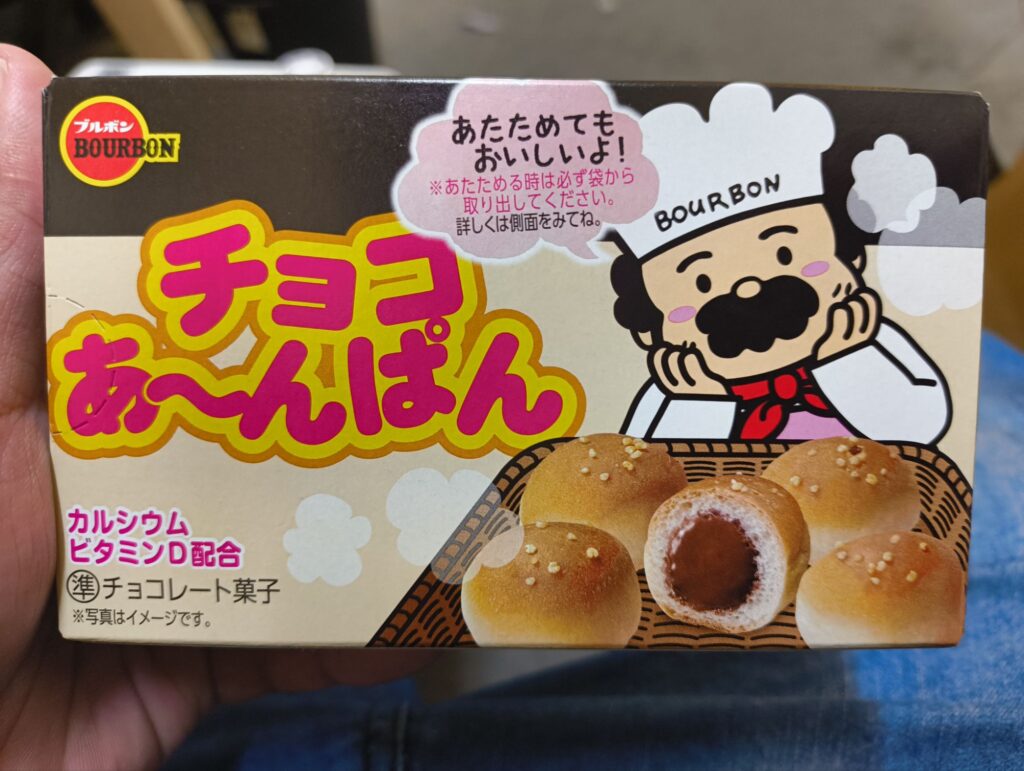 ブルボン
BOURBON
あたためても
おいしいよ!
※あたためる時は必ず袋から
取り出してください。
詳しくは側面をみてね。
BOURBON
チョコ
あ〜んぱん
カルシウム
ビタミンD配合
準チョコレート菓子
※写真はイメージです。